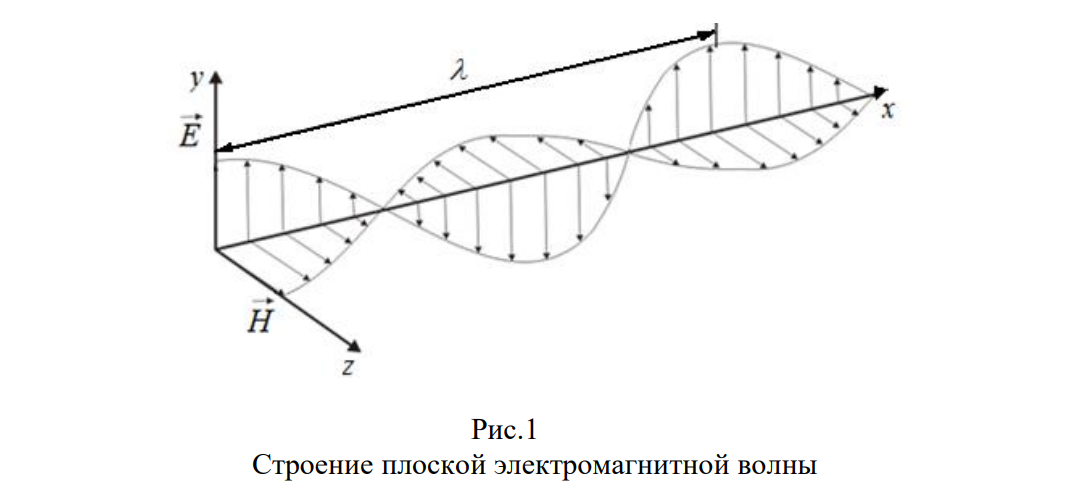 λ
y
E
x
H
z
Рис.1
Строение плоской электромагнитной волны